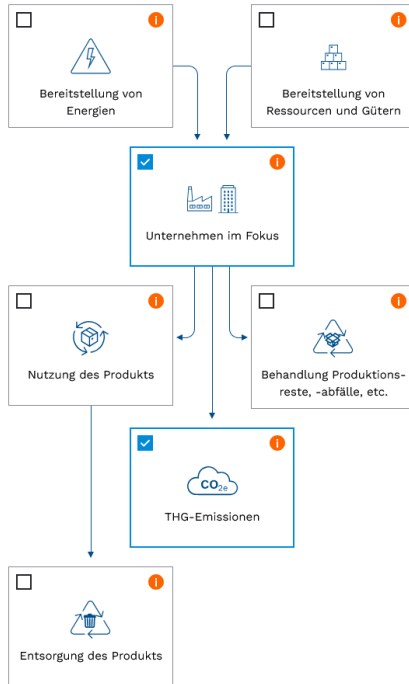 Bereitstellung von
Energien
Bereitstellung von
Ressourcen und Gütern
Unternehmen im Fokus
Nutzung des Produkts
Behandlung Produktions-
reste, -abfälle, etc.
CO2e
THG-Emissionen
Entsorgung des Produkts